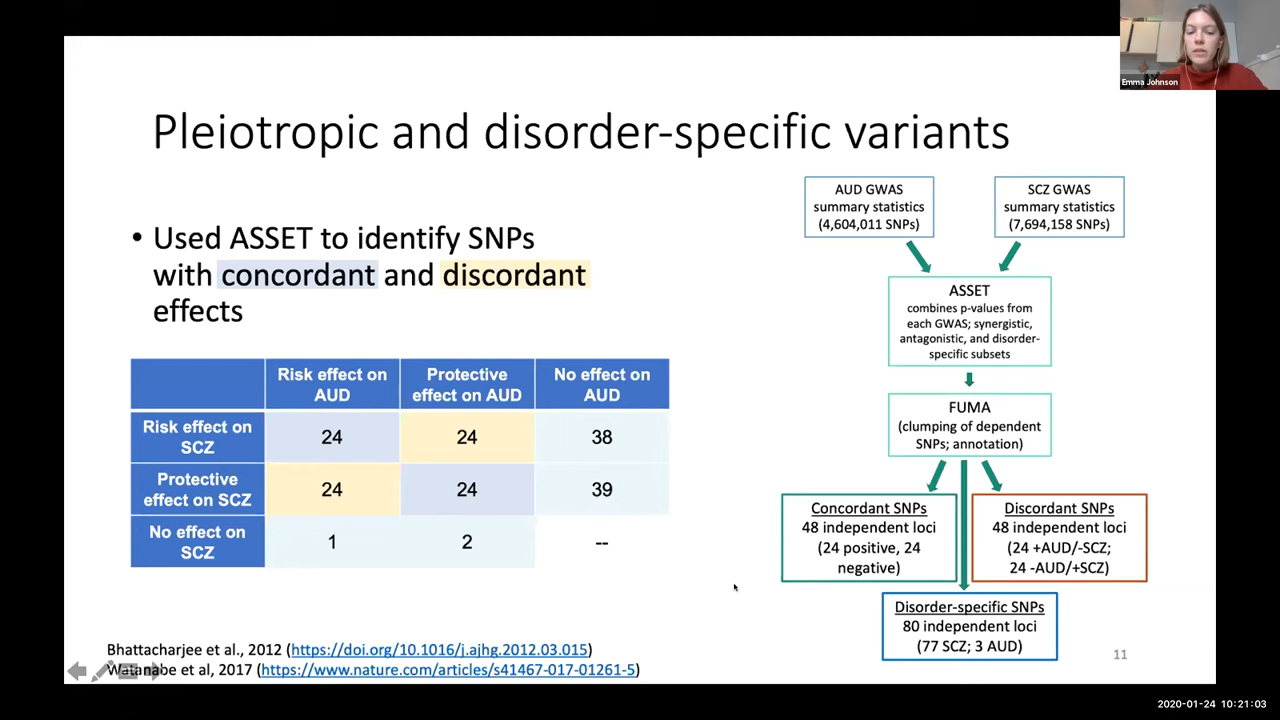 Emma Johnson
Pleiotropic and disorder-specific variants
• Used ASSET to identify SNPs
with concordant and discordant
effects
Risk effect on
AUD
Protective
effect on AUD
No effect on
AUD
Risk effect on
SCZ
24
24
38
Protective
effect on SCZ
24
24
39
No effect on
SCZ
1
2
--
AUD GWAS
summary statistics
(4,604,011 SNPs)
SCZ GWAS
summary statistics
(7,694,158 SNPs)
ASSET
combines p-values from
each GWAS; synergistic,
antagonistic, and disorder-
specific subsets
FUMA
(clumping of dependent
SNPs; annotation)
Concordant SNPs
48 independent loci
(24 positive, 24
negative)
Discordant SNPs
48 independent loci
(24 +AUD/-SCZ;
24 -AUD/+SCZ)
Disorder-specific SNPs
80 independent loci
(77 SCZ; 3 AUD)
Bhattacharjee et al., 2012 (https://doi.org/10.1016/j.ajhg.2012.03.015)
Watanabe et al, 2017 (https://www.nature.com/articles/s41467-017-01261-5)
11
2020-01-24 10:21:03